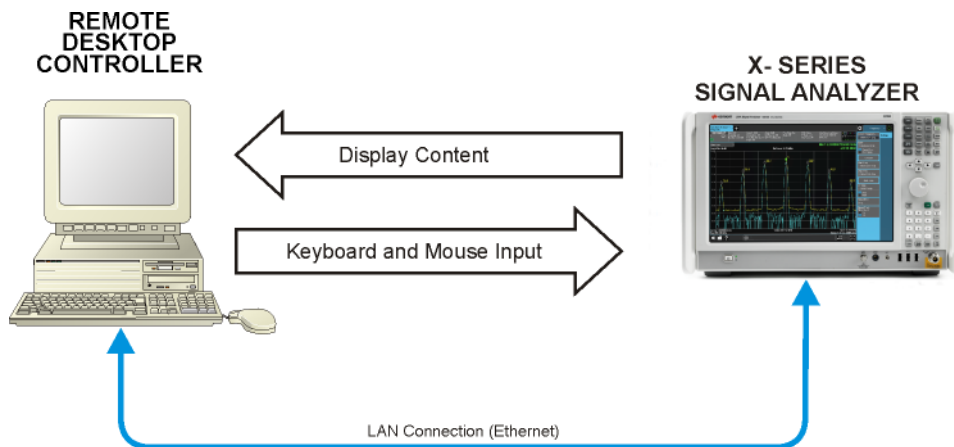 REMOTE
DESKTOP
CONTROLLER
X- SERIES
SIGNAL ANALYZER
Display Content
Keyboard and Mouse Input
LAN Connection (Ethernet)